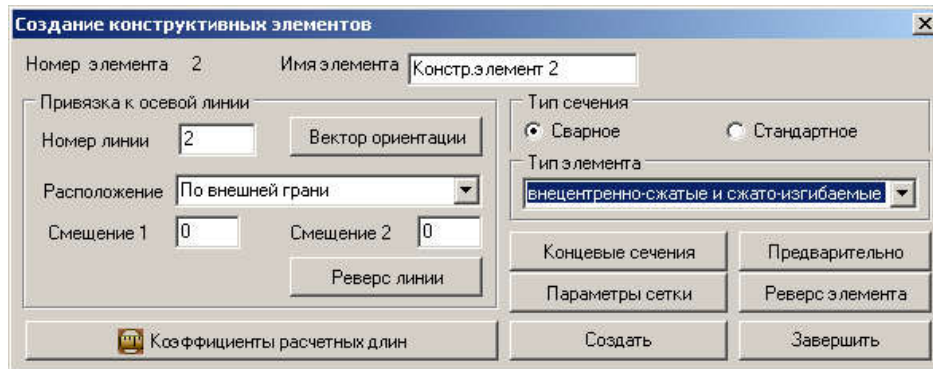 Создание конструктивных элементов
Номер элемента 2 Имя элемента Констр.элемент 2
Привязка к осевой линии
Номер линии 2 Вектор ориентации
Расположение По внешней грани
Смещение 1 0 Смещение 2 0
Реверс линии
Коэффициенты расчетных длин
Тип сечения
Сварное Стандартное
Тип элемента
внецентренно-сжатые и сжато-изгибаемые
Концевые сечения Предварительно
Параметры сетки Реверс элемента
Создать Завершить